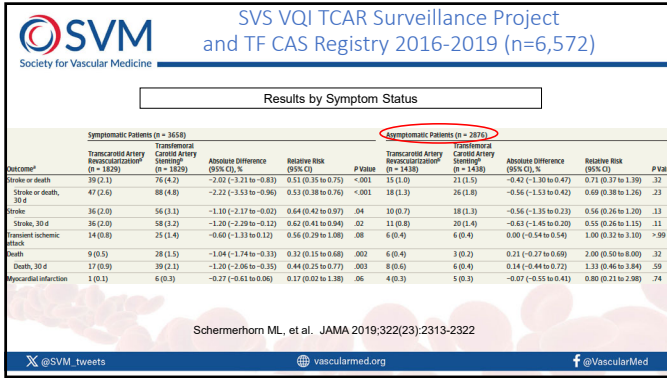 SVM
Society for Vascular Medicine
SVS VQI TCAR Surveillance Project
and TF CAS Registry 2016-2019 (n=6,572)
Results by Symptom Status
Symptomatic Patients (n = 3658) Asymptomatic Patients (n = 2876)
Outcomeᵃ Transcarotid Artery Revascularizationᵇ (n = 1829) Transfemoral Carotid Artery Stentingᵇ (n = 1829) Absolute Difference (95% CI), % Relative Risk (95% CI) P Value Transcarotid Artery Revascularizationᵇ (n = 1438) Transfemoral Carotid Artery Stentingᵇ (n = 1438) Absolute Difference (95% CI), % Relative Risk (95% CI) P Val
Stroke or death 39 (2.1) 76 (4.2) −2.02 (−3.21 to −0.83) 0.51 (0.35 to 0.75) <.001 15 (1.0) 21 (1.5) −0.42 (−1.30 to 0.47) 0.71 (0.37 to 1.39) .32
Stroke or death, 30 d 47 (2.6) 88 (4.8) −2.22 (−3.53 to −0.96) 0.53 (0.38 to 0.76) <.001 18 (1.3) 26 (1.8) −0.56 (−1.53 to 0.42) 0.69 (0.38 to 1.26) .23
Stroke 36 (2.0) 56 (3.1) −1.10 (−2.17 to −0.02) 0.64 (0.42 to 0.97) .04 10 (0.7) 18 (1.3) −0.56 (−1.35 to 0.23) 0.56 (0.26 to 1.20) .13
Stroke, 30 d 36 (2.0) 58 (3.2) −1.20 (−2.29 to −0.12) 0.62 (0.41 to 0.94) .02 11 (0.8) 20 (1.4) −0.63 (−1.45 to 0.20) 0.55 (0.26 to 1.15) .11
Transient ischemic attack 14 (0.8) 25 (1.4) −0.60 (−1.33 to 0.12) 0.56 (0.29 to 1.08) .08 6 (0.4) 6 (0.4) 0.00 (−0.54 to 0.54) 1.00 (0.32 to 3.10) >.99
Death 9 (0.5) 28 (1.5) −1.04 (−1.74 to −0.33) 0.32 (0.15 to 0.68) .002 6 (0.4) 3 (0.2) 0.21 (−0.27 to 0.69) 2.00 (0.50 to 8.00) .32
Death, 30 d 17 (0.9) 39 (2.1) −1.20 (−2.06 to −0.35) 0.44 (0.25 to 0.77) .003 8 (0.6) 6 (0.4) 0.14 (−0.44 to 0.72) 1.33 (0.46 to 3.84) .59
Myocardial infarction 1 (0.1) 6 (0.3) −0.27 (−0.61 to 0.06) 0.17 (0.02 to 1.38) .06 4 (0.3) 5 (0.3) −0.07 (−0.55 to 0.41) 0.80 (0.21 to 2.98) .74
Schermerhorn ML, et al. JAMA 2019;322(23):2313-2322
@SVM_tweets vascularmed.org @VascularMed